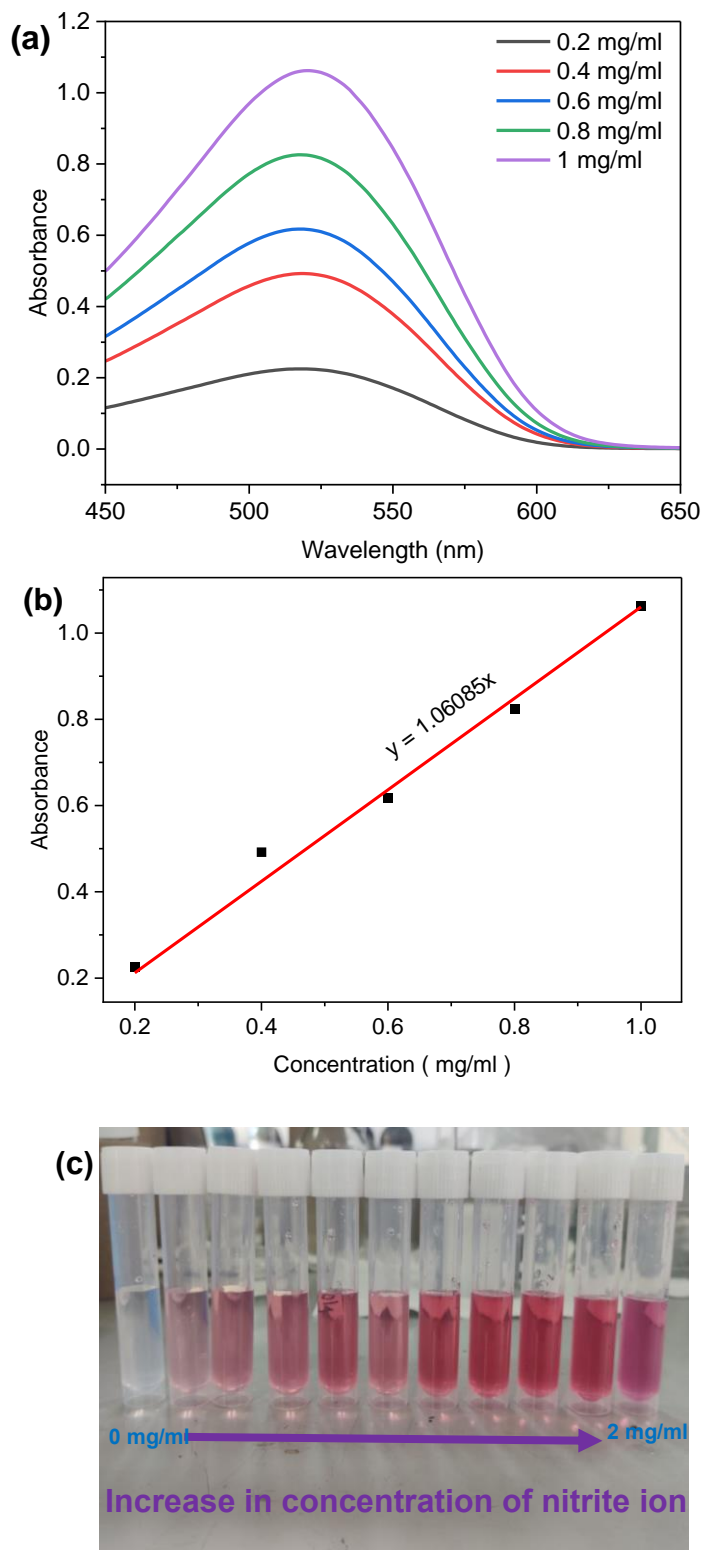 (a)
1.2
1.0
0.8
0.6
0.4
0.2
0.0
Absorbance
0.2 mg/ml
0.4 mg/ml
0.6 mg/ml
0.8 mg/ml
1 mg/ml
450
500
550
600
650
Wavelength (nm)
(b)
1.0
0.8
0.6
0.4
0.2
Absorbance
y = 1.06085x
0.2
0.4
0.6
0.8
1.0
Concentration ( mg/ml )
(c)
0 mg/ml
2 mg/ml
Increase in concentration of nitrite ion